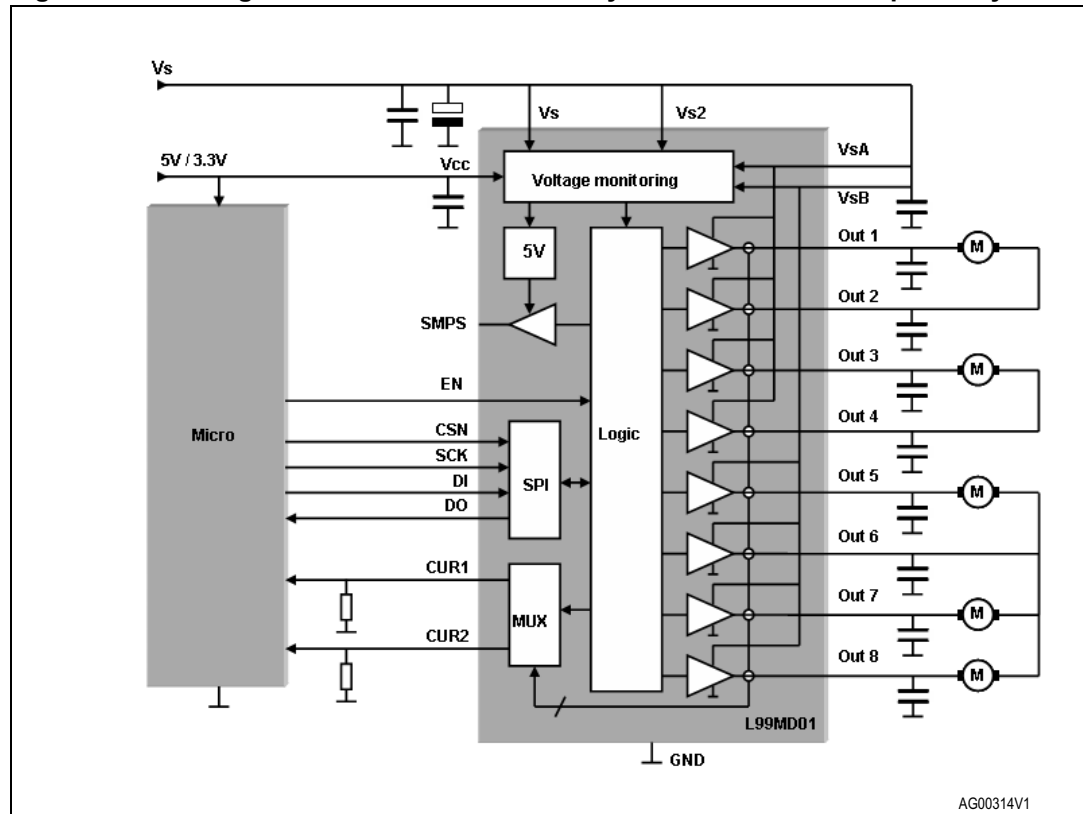 Vs
Vs
Vs2
VsA
5V / 3.3V
Vcc
Voltage monitoring
VsB
Out 1
M
5V
Out 2
SMPS
Out 3
M
EN
Out 4
Micro
CSN
Logic
SCK
Out 5
M
DI
SPI
DO
Out 6
CUR1
Out 7
M
MUX
CUR2
Out 8
M
L99MD01
GND
AG00314V1